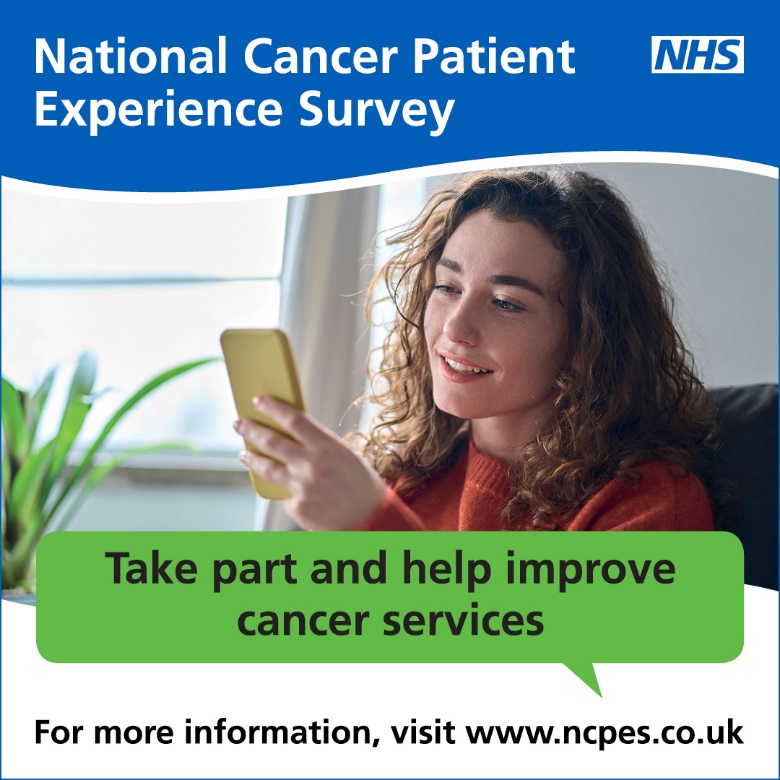 National Cancer Patient
Experience Survey
NHS
Take part and help improve
cancer services
For more information, visit www.ncpes.co.uk